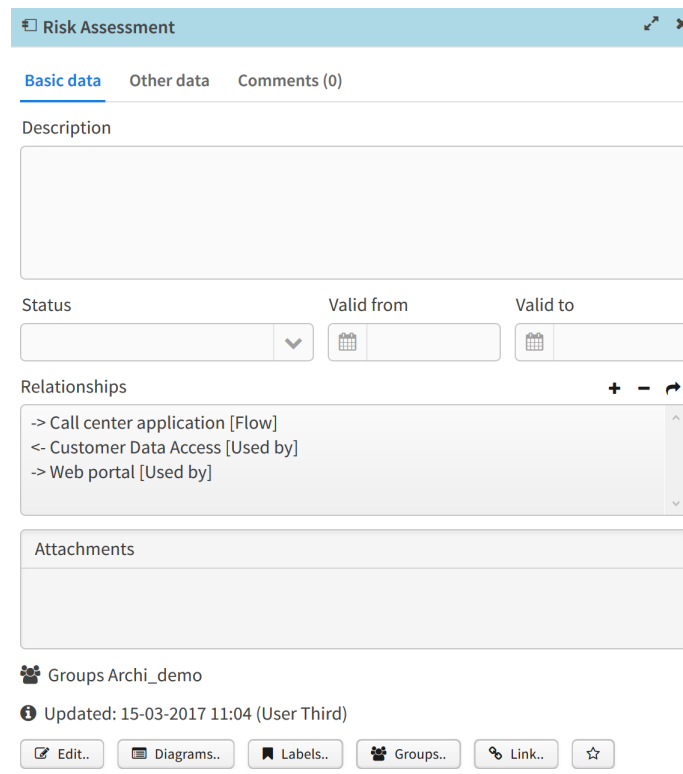 Risk Assessment
Basic data Other data Comments (0)
Description
Status Valid from Valid to
Relationships
-> Call center application [Flow]
<- Customer Data Access [Used by]
-> Web portal [Used by]
Attachments
Groups Archi_demo
Updated: 15-03-2017 11:04 (User Third)
Edit.. Diagrams.. Labels.. Groups.. Link..